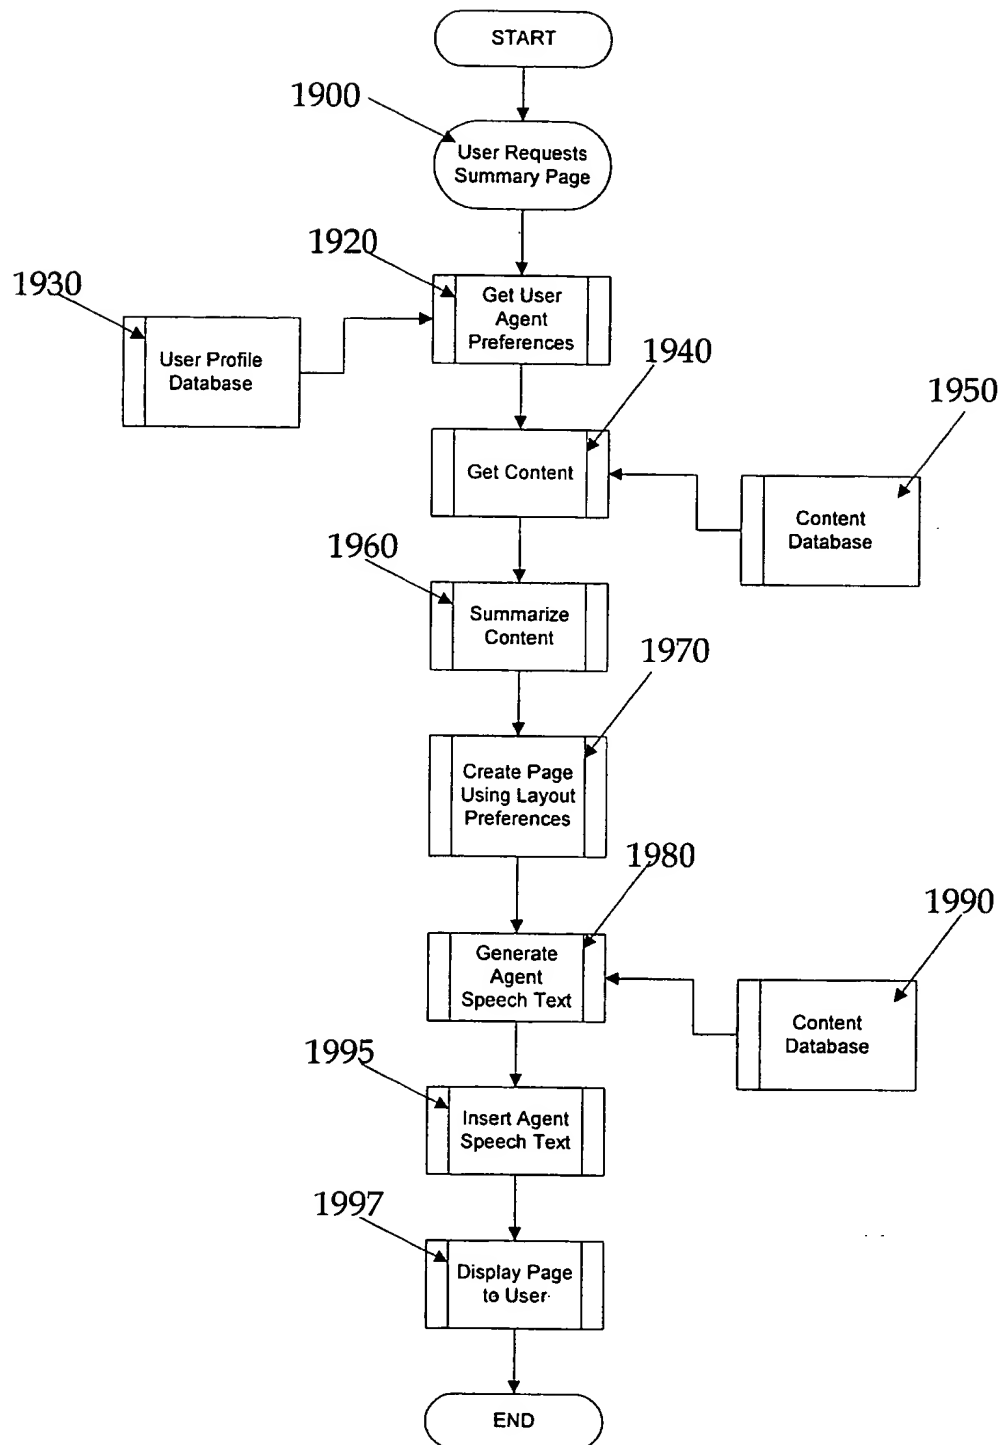 START
1900
User Requests
Summary Page
1920
Get User
Agent
Preferences
1930
User Profile
Database
1940
Get Content
1950
Content
Database
1960
Summarize
Content
1970
Create Page
Using Layout
Preferences
1980
Generate
Agent
Speech Text
1990
Content
Database
1995
Insert Agent
Speech Text
1997
Display Page
to User
END